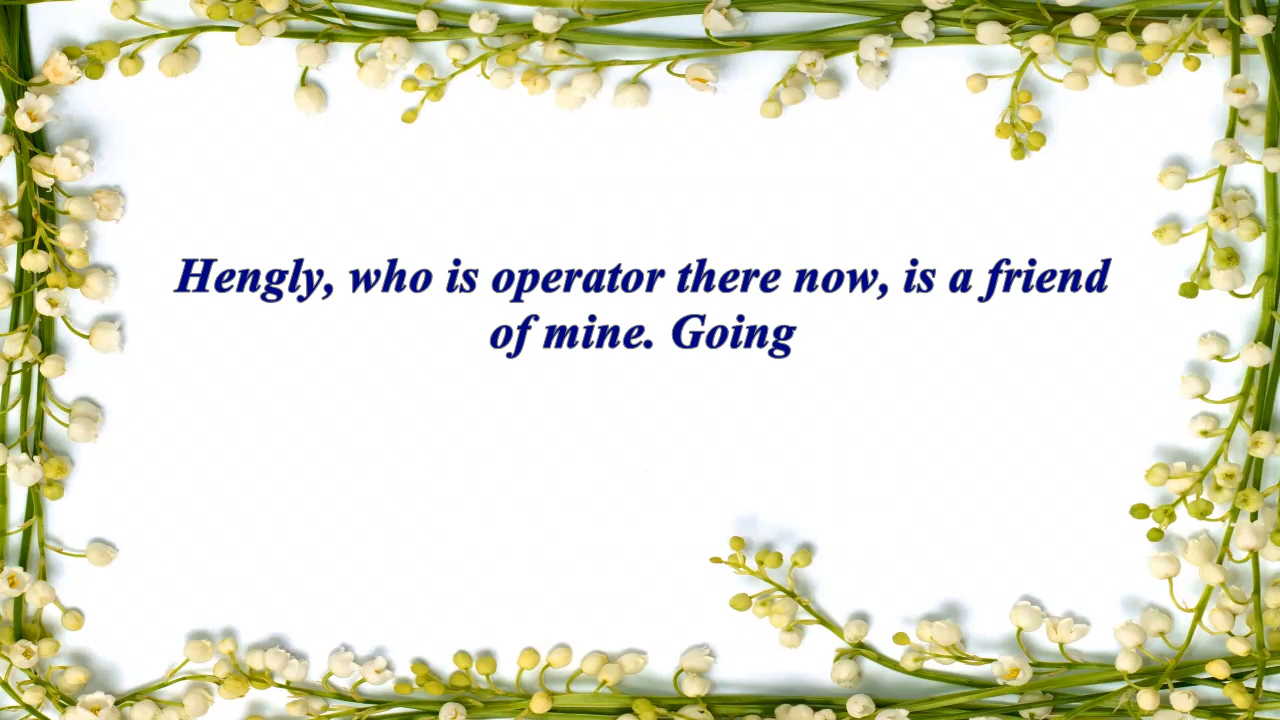 Hengly, who is operator there now, is a friend
of mine. Going